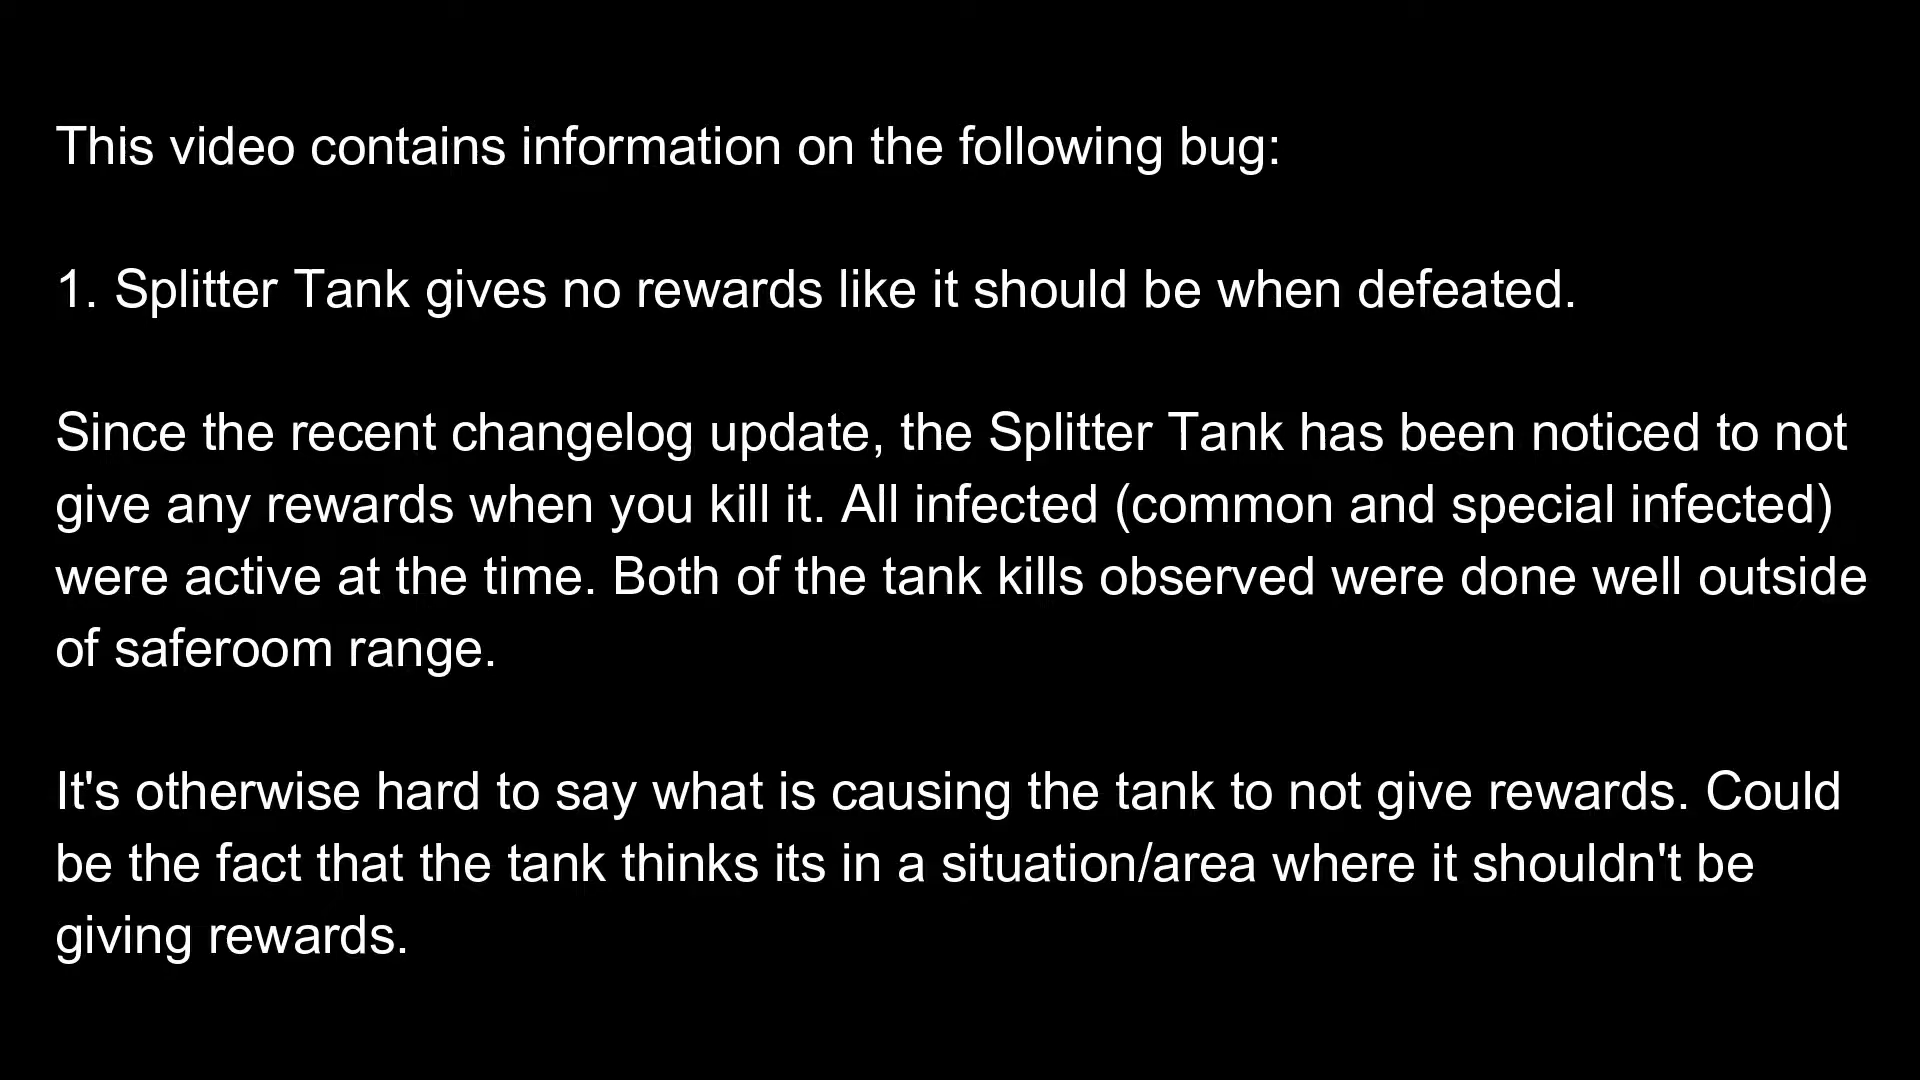 This video contains information on the following bug:
1. Splitter Tank gives no rewards like it should be when defeated.
Since the recent changelog update, the Splitter Tank has been noticed to not
give any rewards when you kill it. All infected (common and special infected)
were active at the time. Both of the tank kills observed were done well outside
of saferoom range.
It's otherwise hard to say what is causing the tank to not give rewards. Could
be the fact that the tank thinks its in a situation/area where it shouldn't be
giving rewards.